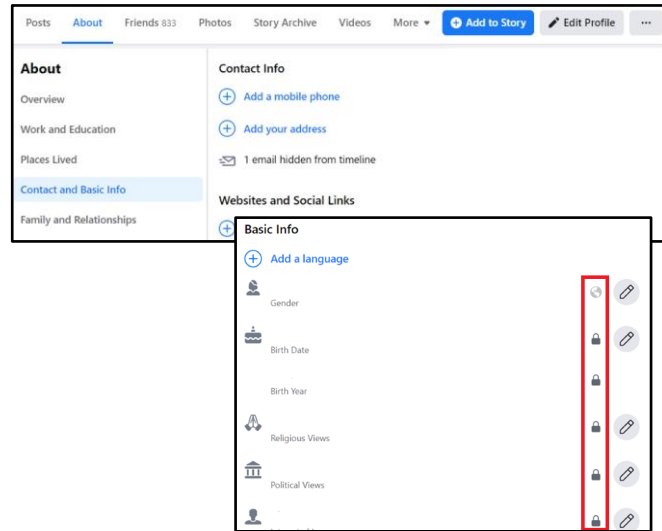 Posts About Friends 833 Photos Story Archive Videos More Add to Story Edit Profile ...
About
Overview
Work and Education
Places Lived
Contact and Basic Info
Family and Relationships
Contact Info
Add a mobile phone
Add your address
1 email hidden from timeline
Websites and Social Links
Basic Info
Add a language
Gender
Birth Date
Birth Year
Religious Views
Political Views